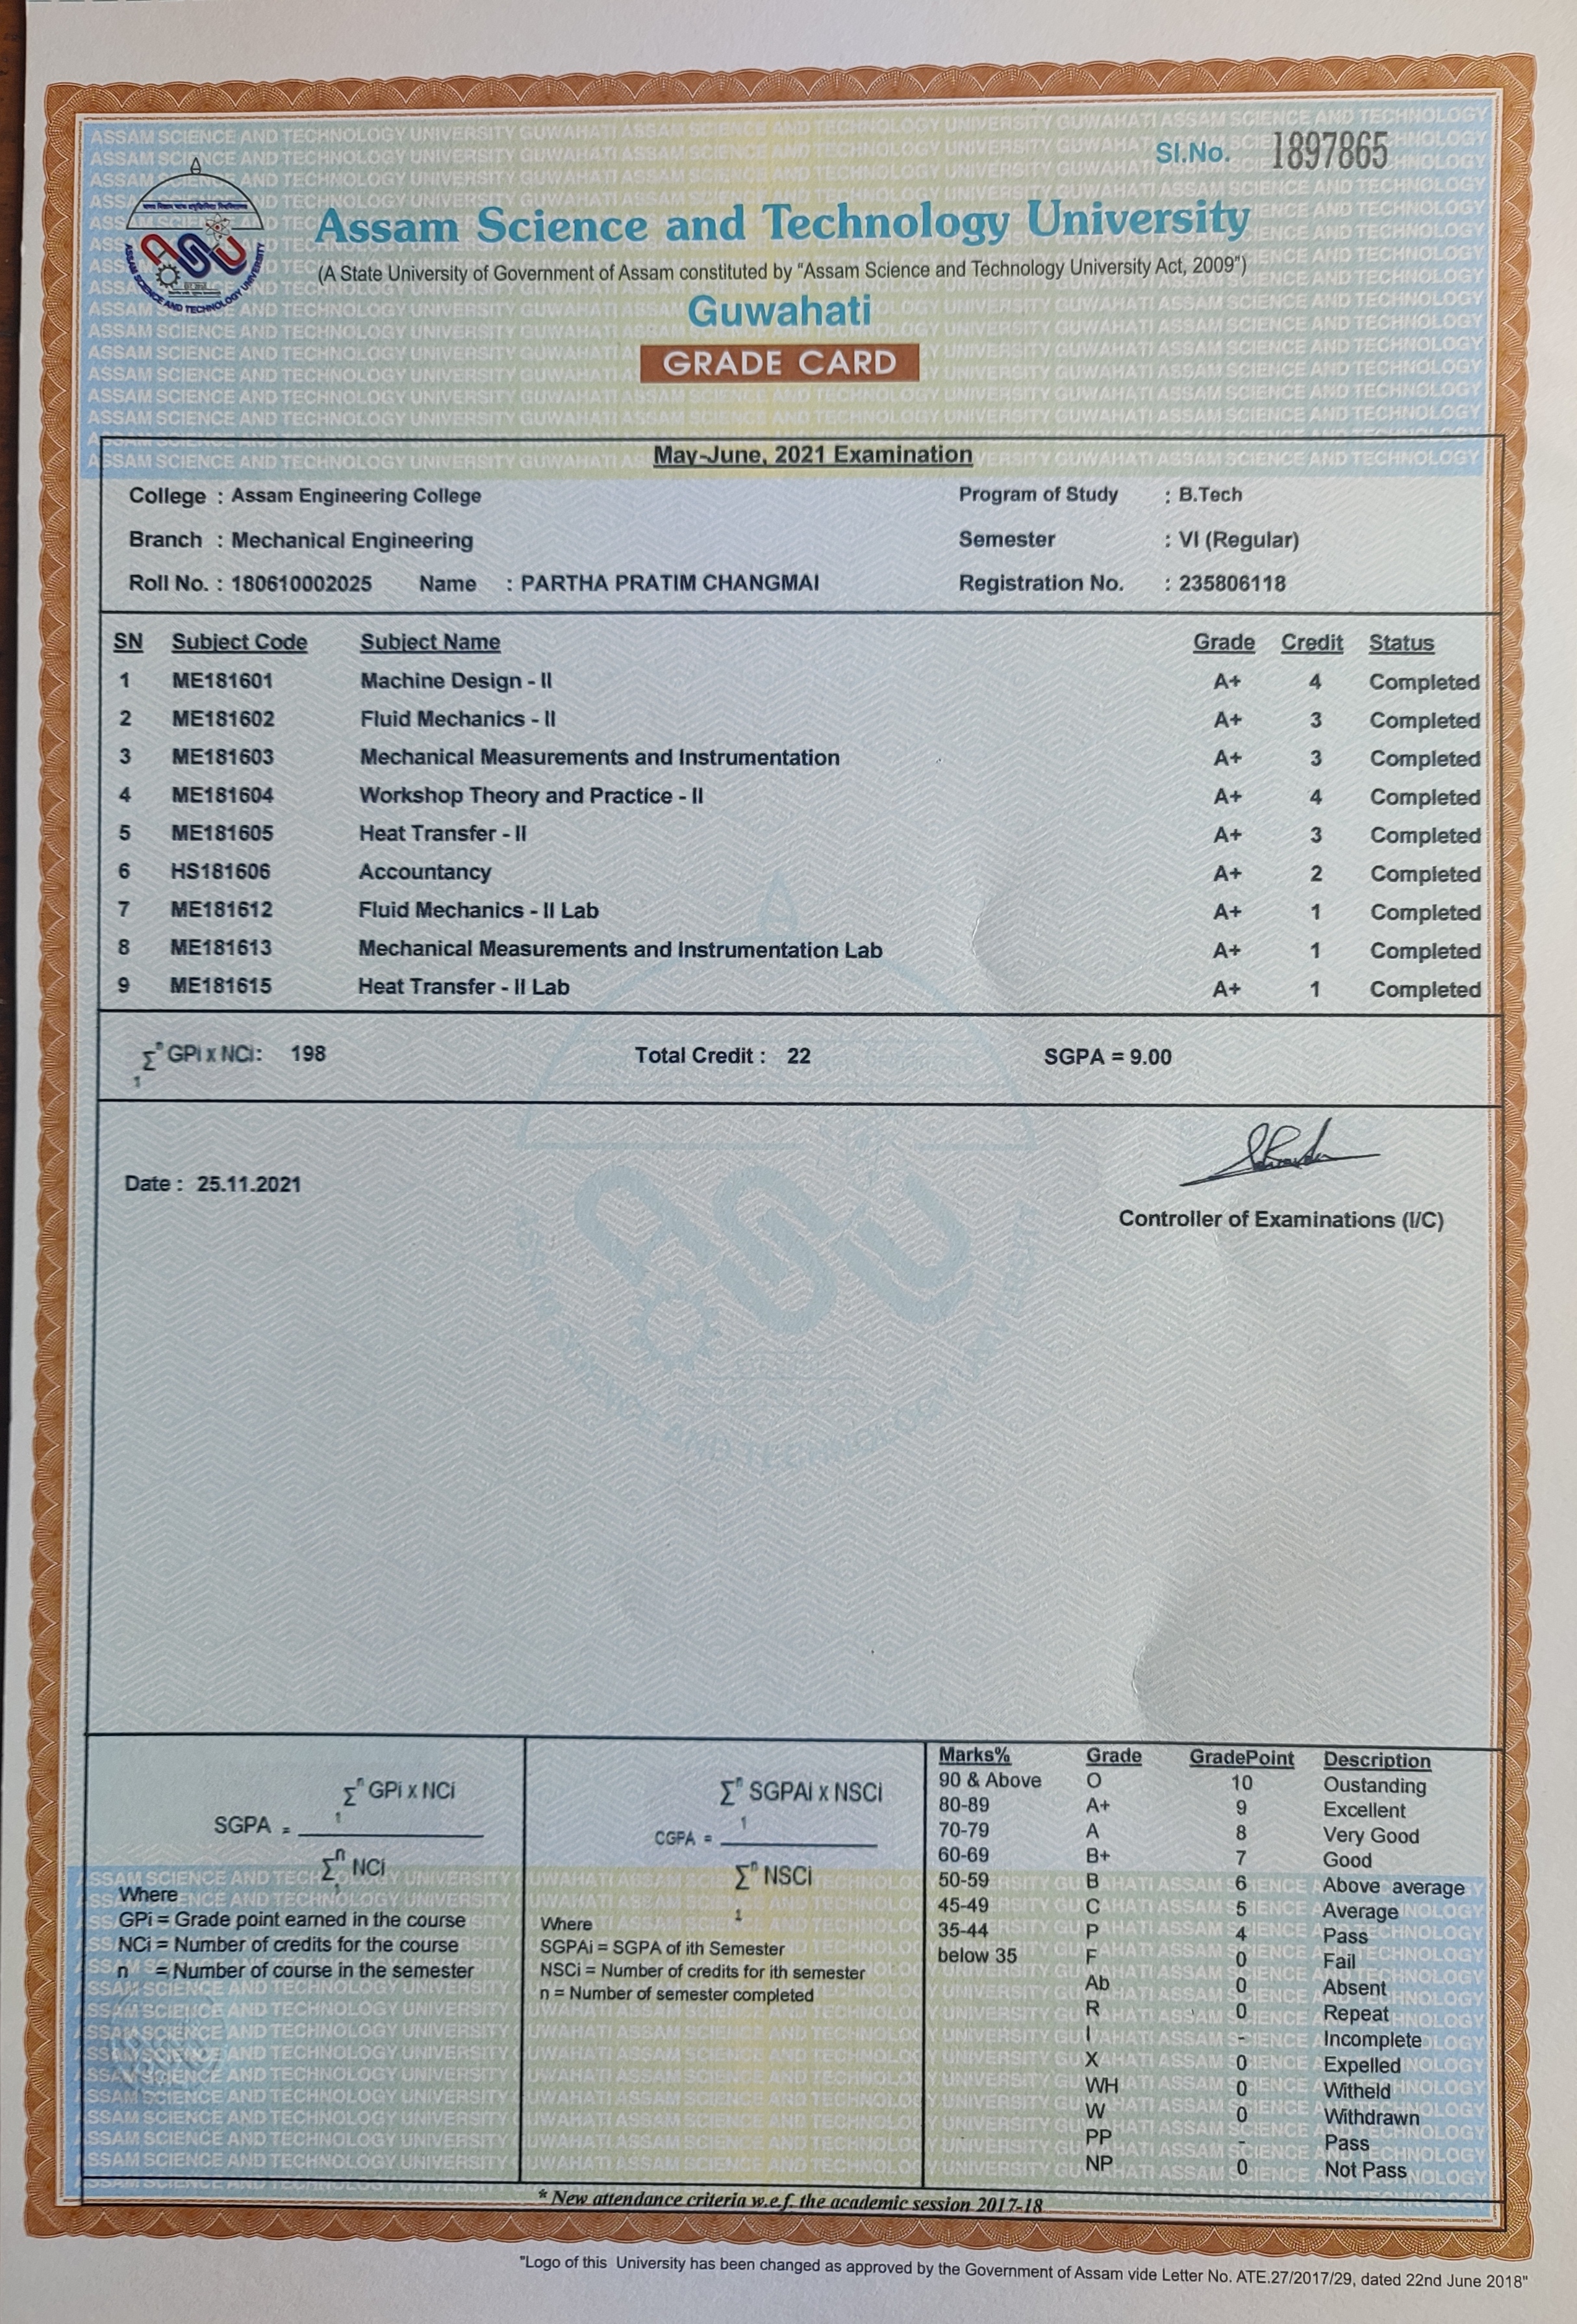 Sl.No. 1897865
Assam Science and Technology University
(A State University of Government of Assam constituted by "Assam Science and Technology University Act, 2009")
Guwahati
GRADE CARD
May-June, 2021 Examination
College : Assam Engineering College Program of Study : B.Tech
Branch : Mechanical Engineering Semester : VI (Regular)
Roll No. : 180610002025 Name : PARTHA PRATIM CHANGMAI Registration No. : 235806118
SN Subject Code Subject Name Grade Credit Status
1 ME181601 Machine Design - II A+ 4 Completed
2 ME181602 Fluid Mechanics - II A+ 3 Completed
3 ME181603 Mechanical Measurements and Instrumentation A+ 3 Completed
4 ME181604 Workshop Theory and Practice - II A+ 4 Completed
5 ME181605 Heat Transfer - II A+ 3 Completed
6 HS181606 Accountancy A+ 2 Completed
7 ME181612 Fluid Mechanics - II Lab A+ 1 Completed
8 ME181613 Mechanical Measurements and Instrumentation Lab A+ 1 Completed
9 ME181615 Heat Transfer - II Lab A+ 1 Completed
∑ⁿ₁ GPi x NCi: 198 Total Credit : 22 SGPA = 9.00
Date : 25.11.2021
Controller of Examinations (I/C)
SGPA = ∑ⁿ₁ GPi x NCi / ∑ⁿ₁ NCi
Where
GPi = Grade point earned in the course
NCi = Number of credits for the course
n = Number of course in the semester
CGPA = ∑ⁿ₁ SGPAi x NSCi / ∑ⁿ₁ NSCi
Where
SGPAi = SGPA of ith Semester
NSCi = Number of credits for ith semester
n = Number of semester completed
Marks% Grade GradePoint Description
90 & Above O 10 Oustanding
80-89 A+ 9 Excellent
70-79 A 8 Very Good
60-69 B+ 7 Good
50-59 B 6 Above average
45-49 C 5 Average
35-44 P 4 Pass
below 35 F 0 Fail
Ab 0 Absent
R 0 Repeat
I - Incomplete
X 0 Expelled
WH 0 Witheld
W 0 Withdrawn
PP - Pass
NP 0 Not Pass
* New attendance criteria w.e.f. the academic session 2017-18
"Logo of this University has been changed as approved by the Government of Assam vide Letter No. ATE.27/2017/29, dated 22nd June 2018"